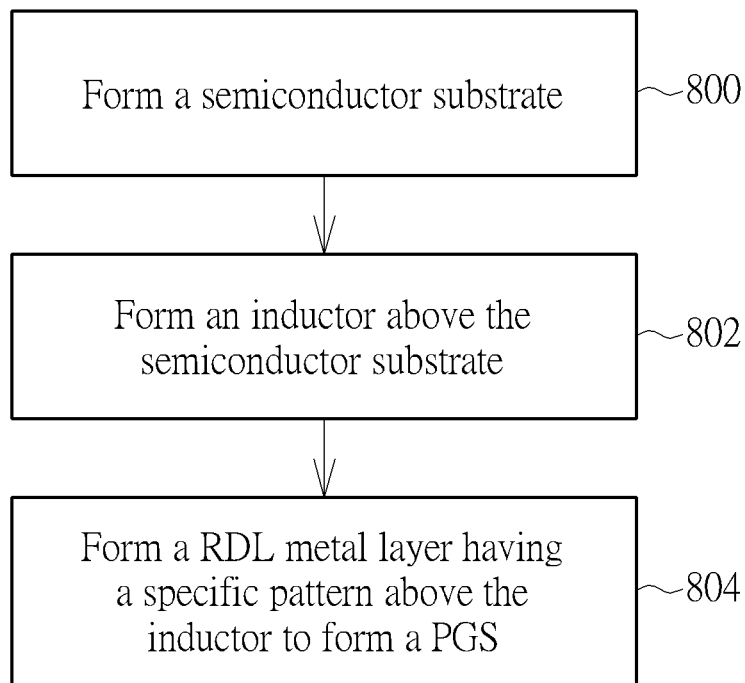 Form a semiconductor substrate
800
Form an inductor above the
semiconductor substrate
802
Form a RDL metal layer having
a specific pattern above the
inductor to form a PGS
804